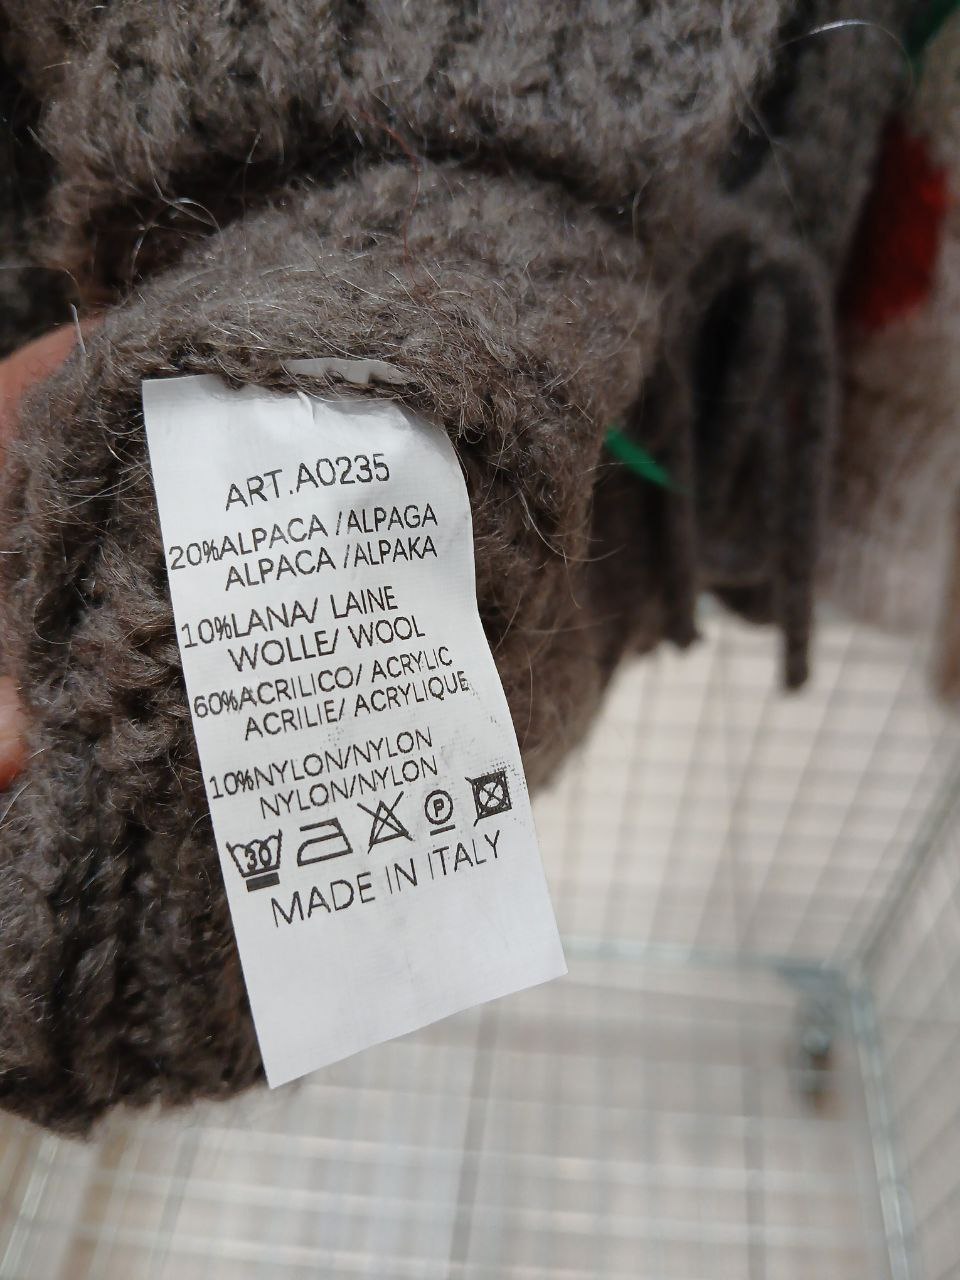 ART.A0235
20%ALPACA /ALPAGA
ALPACA /ALPAKA
10%LANA/ LAINE
WOLLE/ WOOL
60%ACRILICO/ ACRYLIC
ACRILIE/ ACRYLIQUE
10%NYLON/NYLON
NYLON/NYLON
30 P
MADE IN ITALY